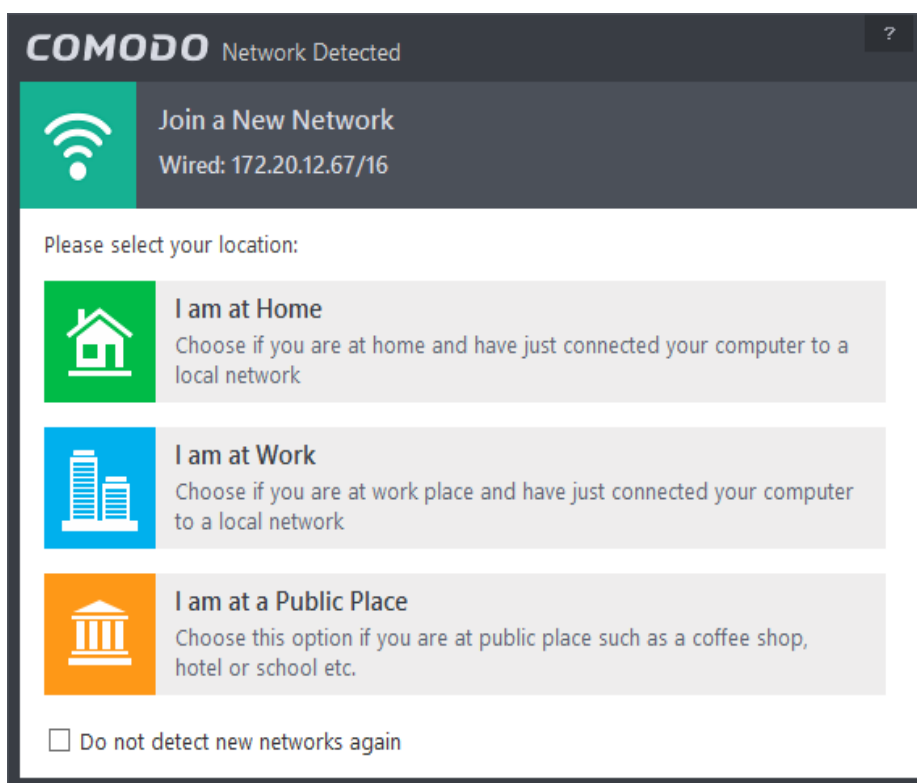 COMODO Network Detected ?
Join a New Network
Wired: 172.20.12.67/16
Please select your location:
I am at Home
Choose if you are at home and have just connected your computer to a
local network
I am at Work
Choose if you are at work place and have just connected your computer
to a local network
I am at a Public Place
Choose this option if you are at public place such as a coffee shop,
hotel or school etc.
Do not detect new networks again